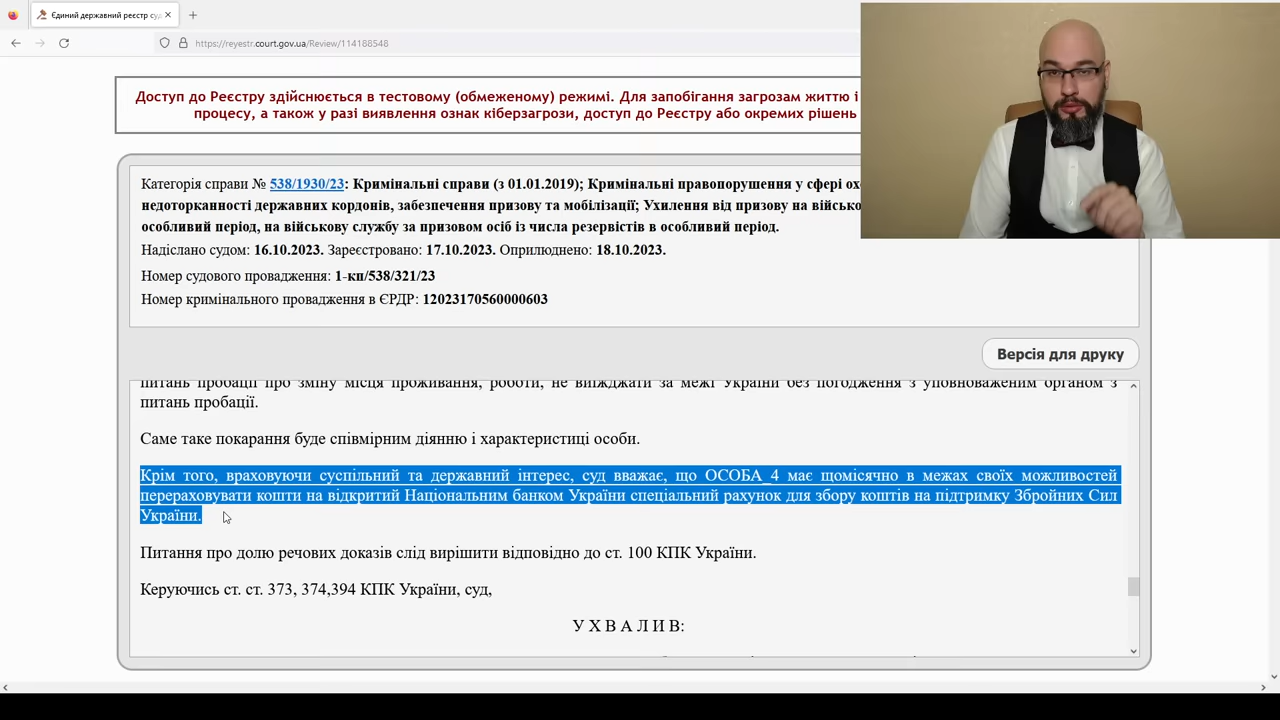 Єдиний державний реєстр суд
https://reyestr.court.gov.ua/Review/114188548
Доступ до Реєстру здійснюється в тестовому (обмеженому) режимі. Для запобігання загрозам життю і
процесу, а також у разі виявлення ознак кіберзагрози, доступ до Реєстру або окремих рішень
Категорія справи № 538/1930/23: Кримінальні справи (з 01.01.2019); Кримінальні правопорушення у сфері
недоторканності державних кордонів, забезпечення призову та мобілізації; Ухилення від призову на
особливий період, на військову службу за призовом осіб із числа резервістів в особливий період.
Надіслано судом: 16.10.2023. Зареєстровано: 17.10.2023. Оприлюднено: 18.10.2023.
Номер судового провадження: 1-кп/538/321/23
Номер кримінального провадження в ЄРДР: 12023170560000603
Версія для друку
питань пробації про зміну місця проживання, роботи, не виїжджати за межі України без погодження з уповноваженим органом з
питань пробації.
Саме таке покарання буде співмірним діянню і характеристиці особи.
Крім того, враховуючи суспільний та державний інтерес, суд вважає, що ОСОБА_4 має щомісячно в межах своїх можливостей
перераховувати кошти на відкритий Національним банком України спеціальний рахунок для збору коштів на підтримку Збройних Сил
України.
Питання про долю речових доказів слід вирішити відповідно до ст. 100 КПК України.
Керуючись ст. ст. 373, 374,394 КПК України, суд,
У Х В А Л И В: